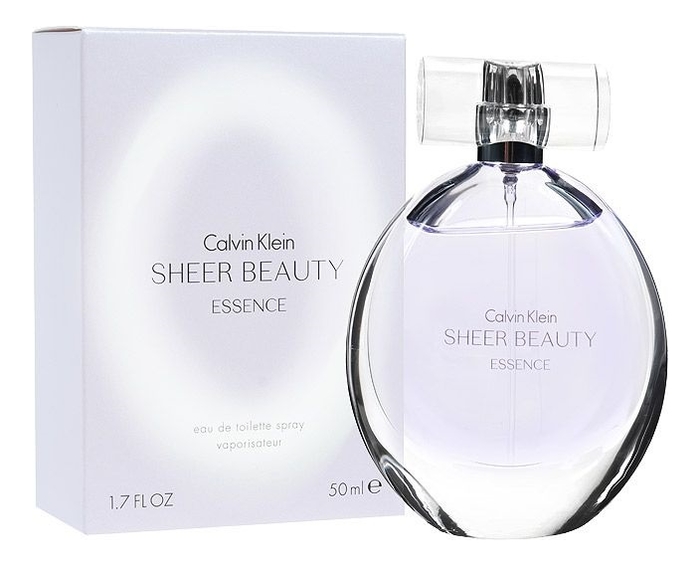 Calvin Klein
SHEER BEAUTY
ESSENCE
eau de toilette spray
vaporisateur
1.7 FL OZ
50 ml ℮
Calvin Klein
SHEER BEAUTY
ESSENCE